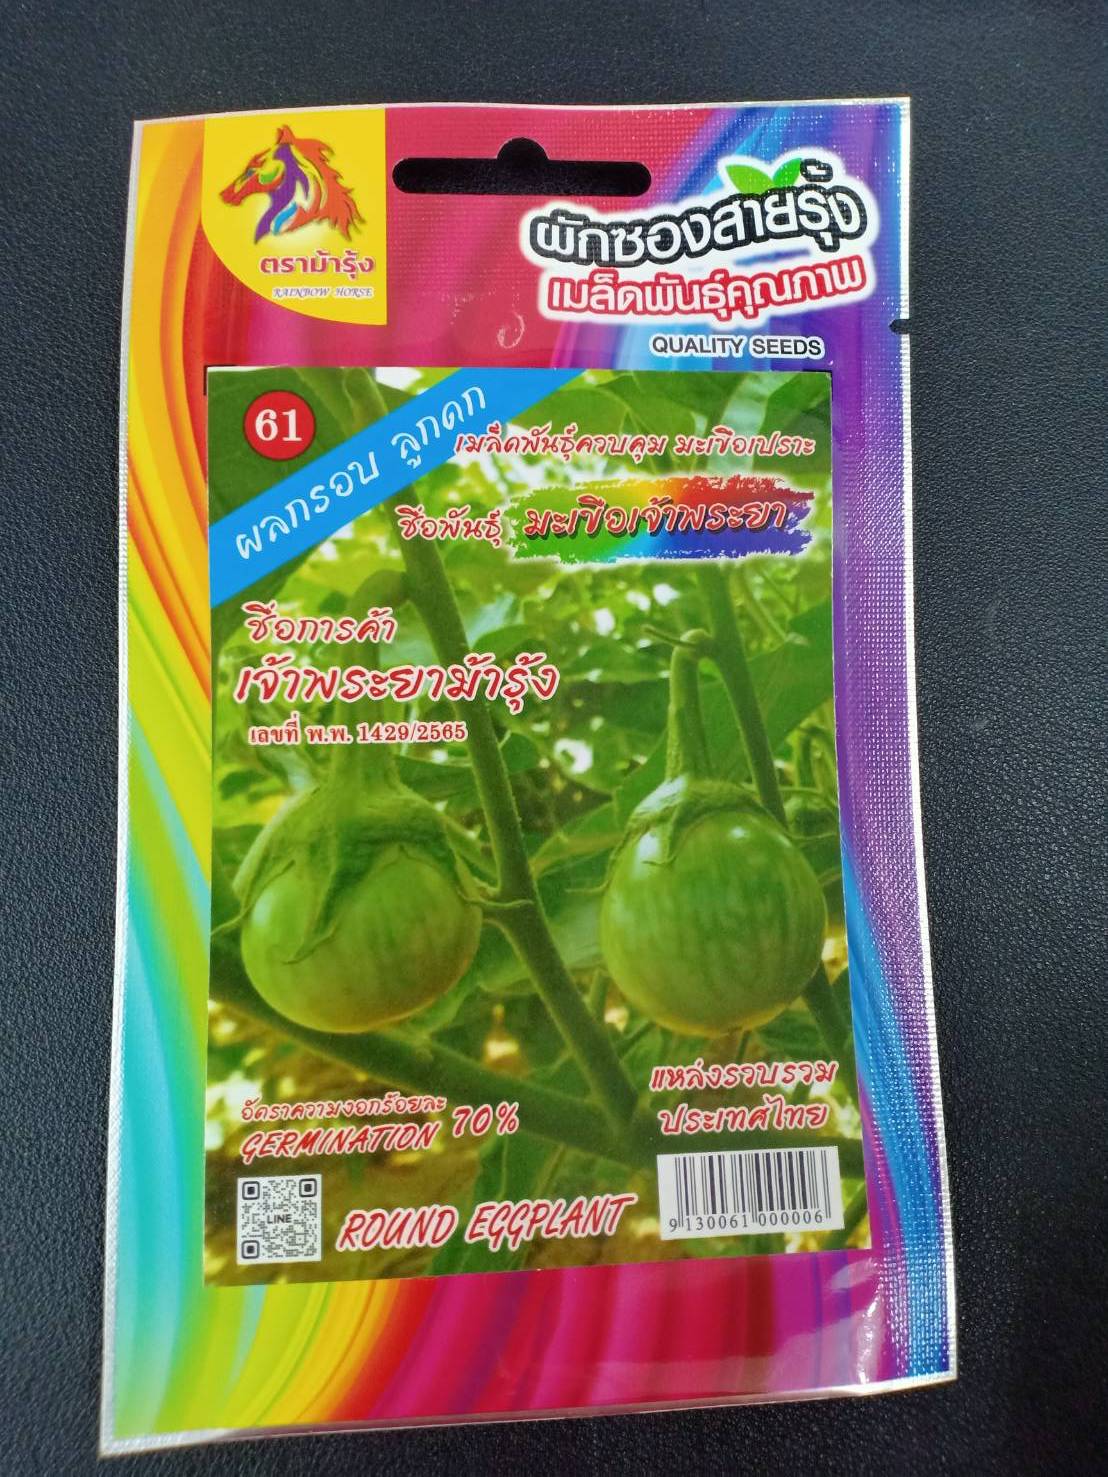 ตราม้ารุ้ง
RAINBOW HORSE
ผักซองสายรุ้ง
เมล็ดพันธุ์คุณภาพ
QUALITY SEEDS
61
ผลกรอบ ลูกดก
เมล็ดพันธุ์ควบคุม มะเขือเปราะ
ชื่อพันธุ์ มะเขือเจ้าพระยา
ชื่อการค้า
เจ้าพระยาม้ารุ้ง
เลขที่ พ.พ. 1429/2565
แหล่งรวบรวม
ประเทศไทย
อัตราความงอกร้อยละ
GERMINATION 70%
LINE
ROUND EGGPLANT
9 130061 000006